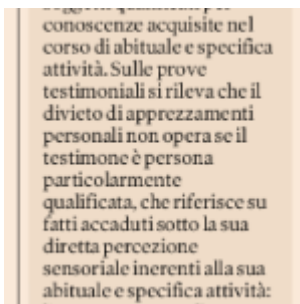 conoscenze acquisite nel
corso di abituale e specifica
attività. Sulle prove
testimoniali si rileva che il
divieto di apprezzamenti
personali non opera se il
testimone è persona
particolarmente
qualificata, che riferisce su
fatti accaduti sotto la sua
diretta percezione
sensoriale inerenti alla sua
abituale e specifica attività: